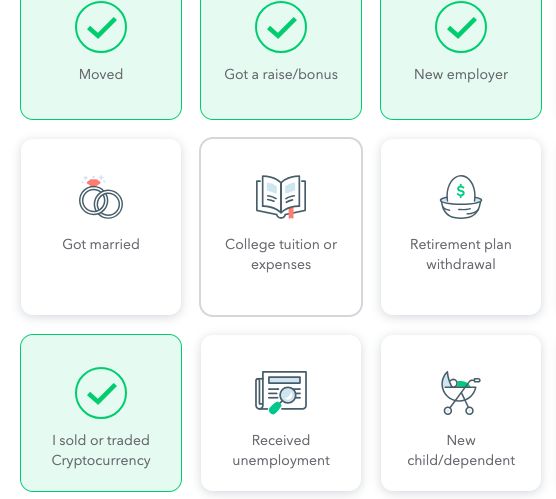 Moved
Got a raise/bonus
New employer
Got married
College tuition or
expenses
$
Retirement plan
withdrawal
I sold or traded
Cryptocurrency
Received
unemployment
New
child/dependent